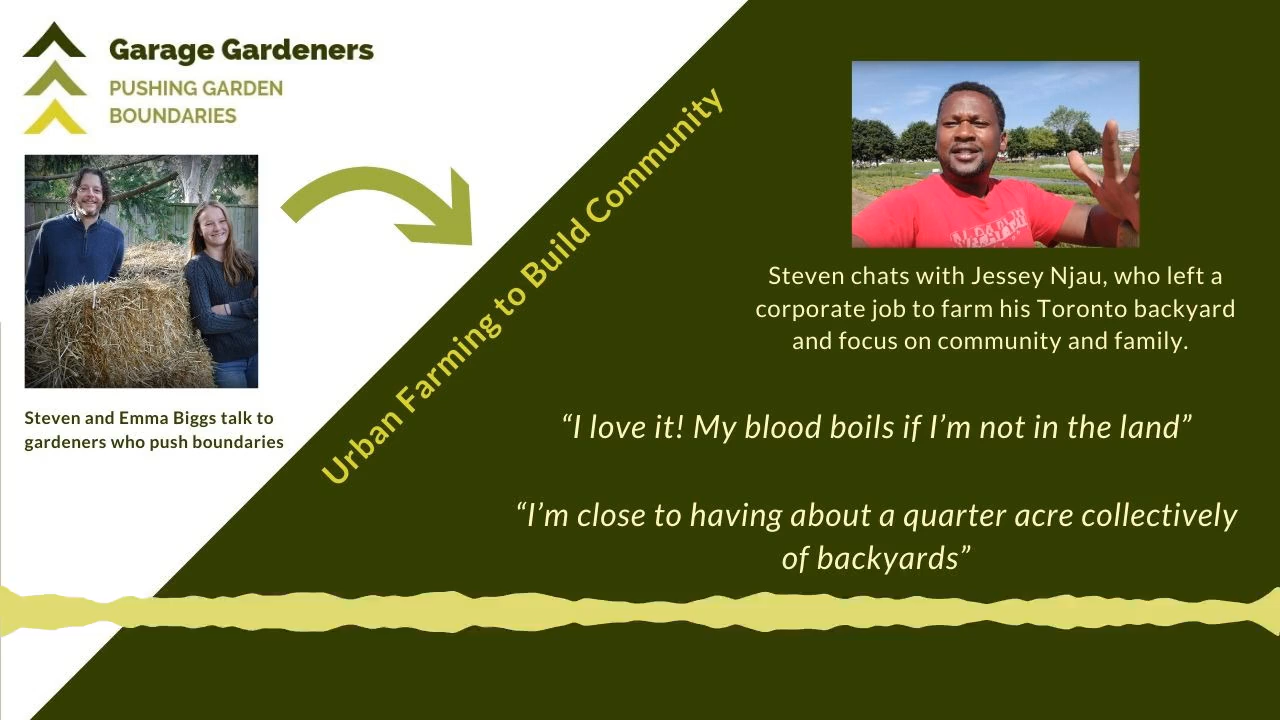 Garage Gardeners
PUSHING GARDEN
BOUNDARIES
Steven and Emma Biggs talk to
gardeners who push boundaries
Urban Farming to Build Community
Steven chats with Jessey Njau, who left a
corporate job to farm his Toronto backyard
and focus on community and family.
“I love it! My blood boils if I’m not in the land”
“I’m close to having about a quarter acre collectively
of backyards”